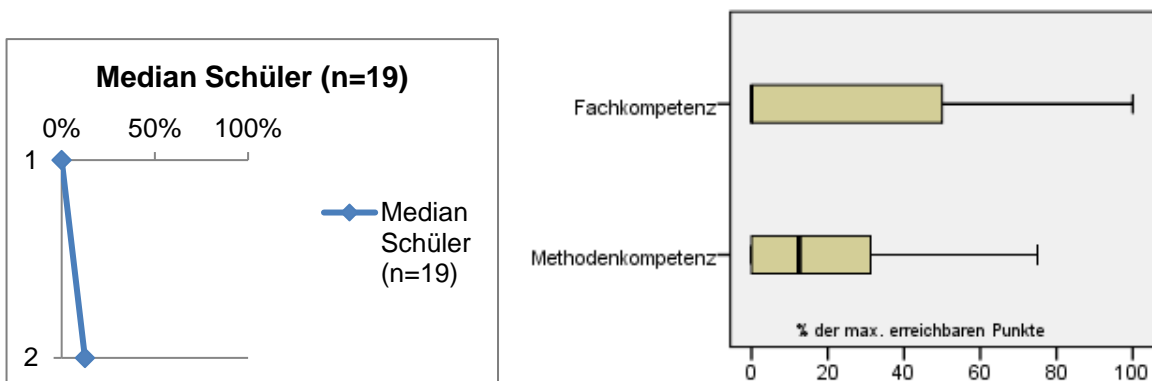 Median Schüler (n=19)
0% 50% 100%
1
2
Median
Schüler
(n=19)
Fachkompetenz
Methodenkompetenz
% der max. erreichbaren Punkte
0 20 40 60 80 100